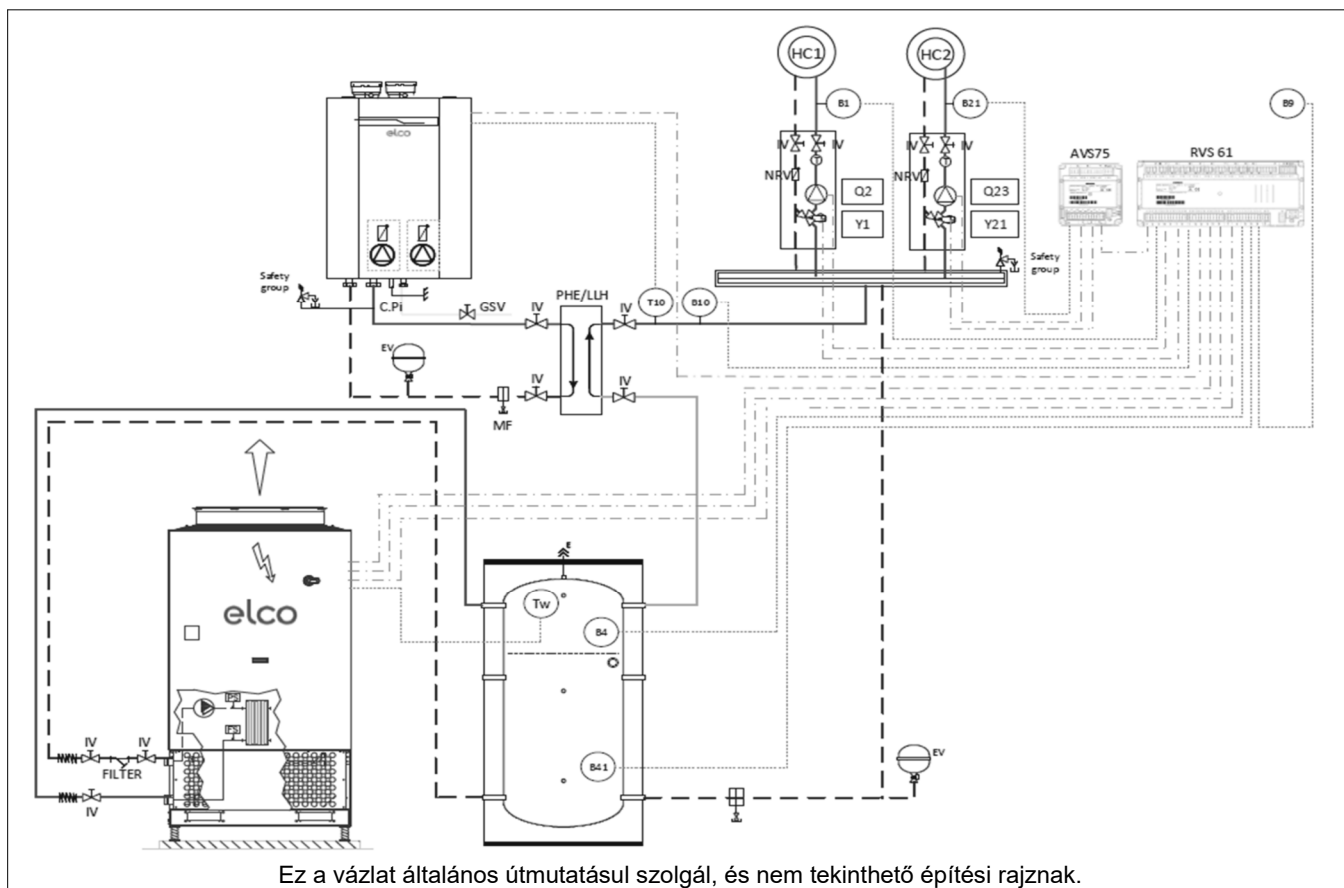 HC1
HC2
B1
B21
B9
elco
IV
IV
IV
IV
AVS75
RVS 61
NRV
NRV
Q2
Q23
Y1
Y21
Safety
group
Safety
group
C.Pi
GSV
IV
PHE/LLH
IV
T10
B10
EV
IV
IV
MF
E
Tw
B4
elco
PS
FS
IV
IV
FILTER
IV
B41
EV
Ez a vázlat általános útmutatásul szolgál, és nem tekinthető építési rajznak.